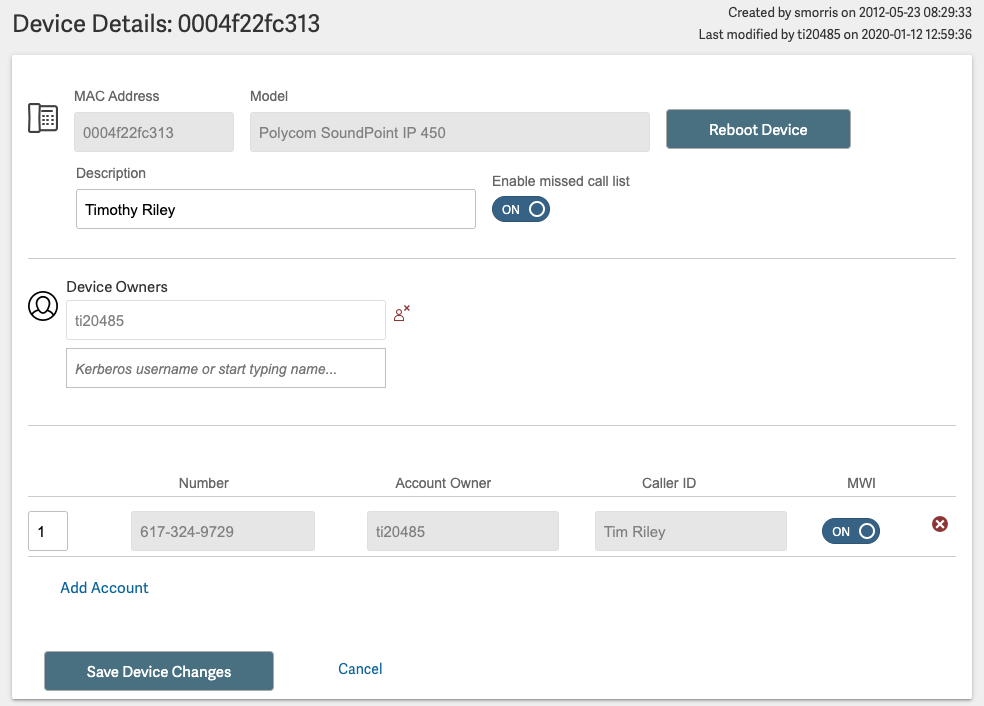 Device Details: 0004f22fc313
Created by smorris on 2012-05-23 08:29:33
Last modified by ti20485 on 2020-01-12 12:59:36
MAC Address
Model
0004f22fc313
Polycom SoundPoint IP 450
Reboot Device
Description
Enable missed call list
Timothy Riley
ON
Device Owners
ti20485
Kerberos username or start typing name...
Number
Account Owner
Caller ID
MWI
1
617-324-9729
ti20485
Tim Riley
ON
Add Account
Save Device Changes
Cancel